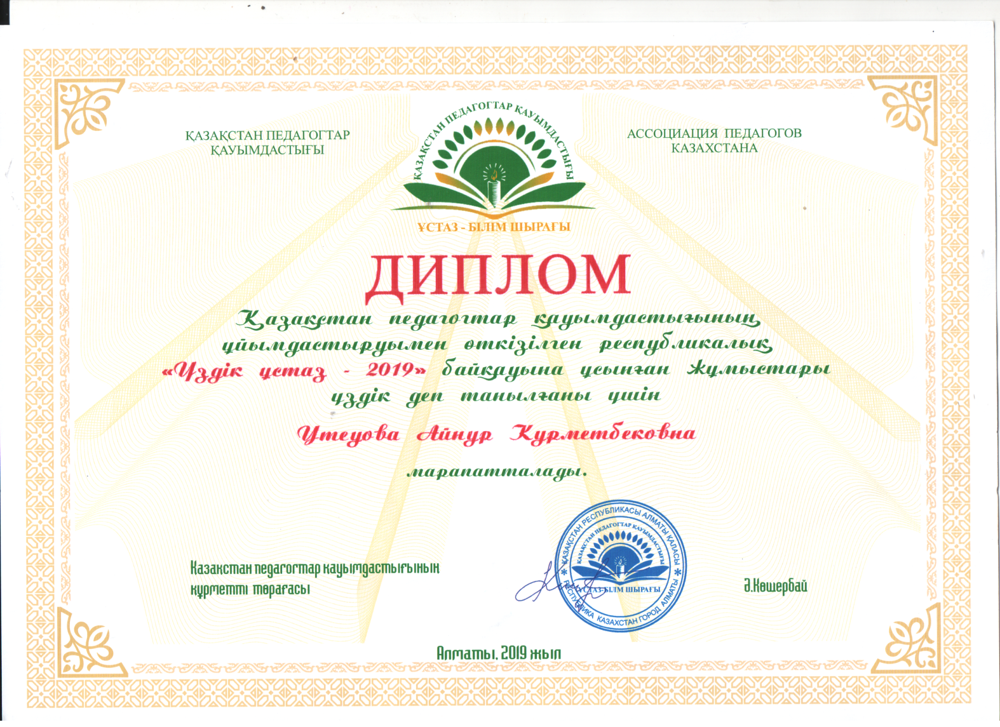 ҚАЗАҚСТАН ПЕДАГОГТАР
ҚАУЫМДАСТЫҒЫ
ҚАЗАҚСТАН ПЕДАГОГТАР ҚАУЫМДАСТЫҒЫ
ҰСТАЗ - БІЛІМ ШЫРАҒЫ
АССОЦИАЦИЯ ПЕДАГОГОВ
КАЗАХСТАНА
ДИПЛОМ
Қазақстан педагогтар қауымдастығының
ұйымдастыруымен өткізілген республикалық
«Үздік ұстаз - 2019» байқауына ұсынған жұмыстары
үздік деп танылғаны үшін
Утеуова Айнур Курметбековна
марапатталады.
Қазақстан педагогтар қауымдастығының
құрметті төрағасы
ҚАЗАҚСТАН РЕСПУБЛИКАСЫ АЛМАТЫ ҚАЛАСЫ
ҚАЗАҚСТАН ПЕДАГОГТАР ҚАУЫМДАСТЫҒЫ
ҰСТАЗ-БІЛІМ ШЫРАҒЫ
РЕСПУБЛИКА КАЗАХСТАН ГОРОД АЛМАТЫ
Ә.Көшербай
Алматы, 2019 жыл